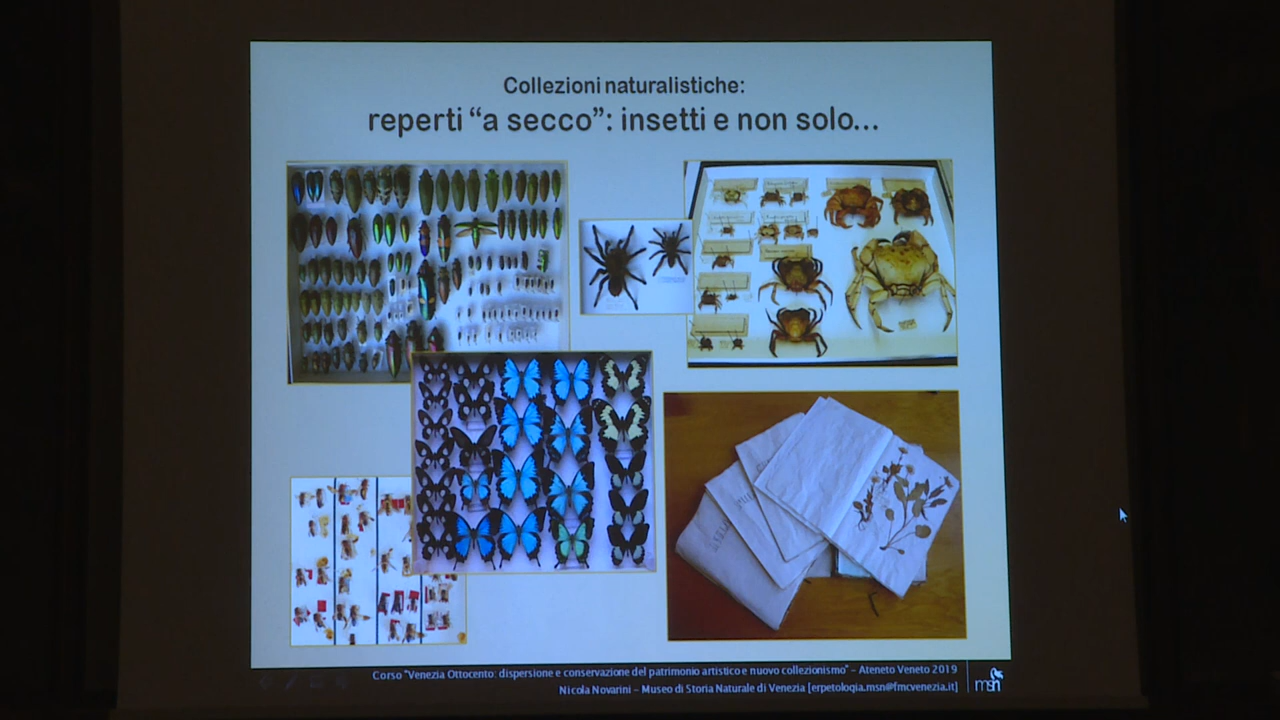 Collezioni naturalistiche:
reperti “a secco”: insetti e non solo...
Corso "Venezia Ottocento: dispersione e conservazione del patrimonio artistico e nuovo collezionismo" – Ateneto Veneto 2019
Nicola Novarini – Museo di Storia Naturale di Venezia [erpetologia.msn@fmcvenezia.it]
msn